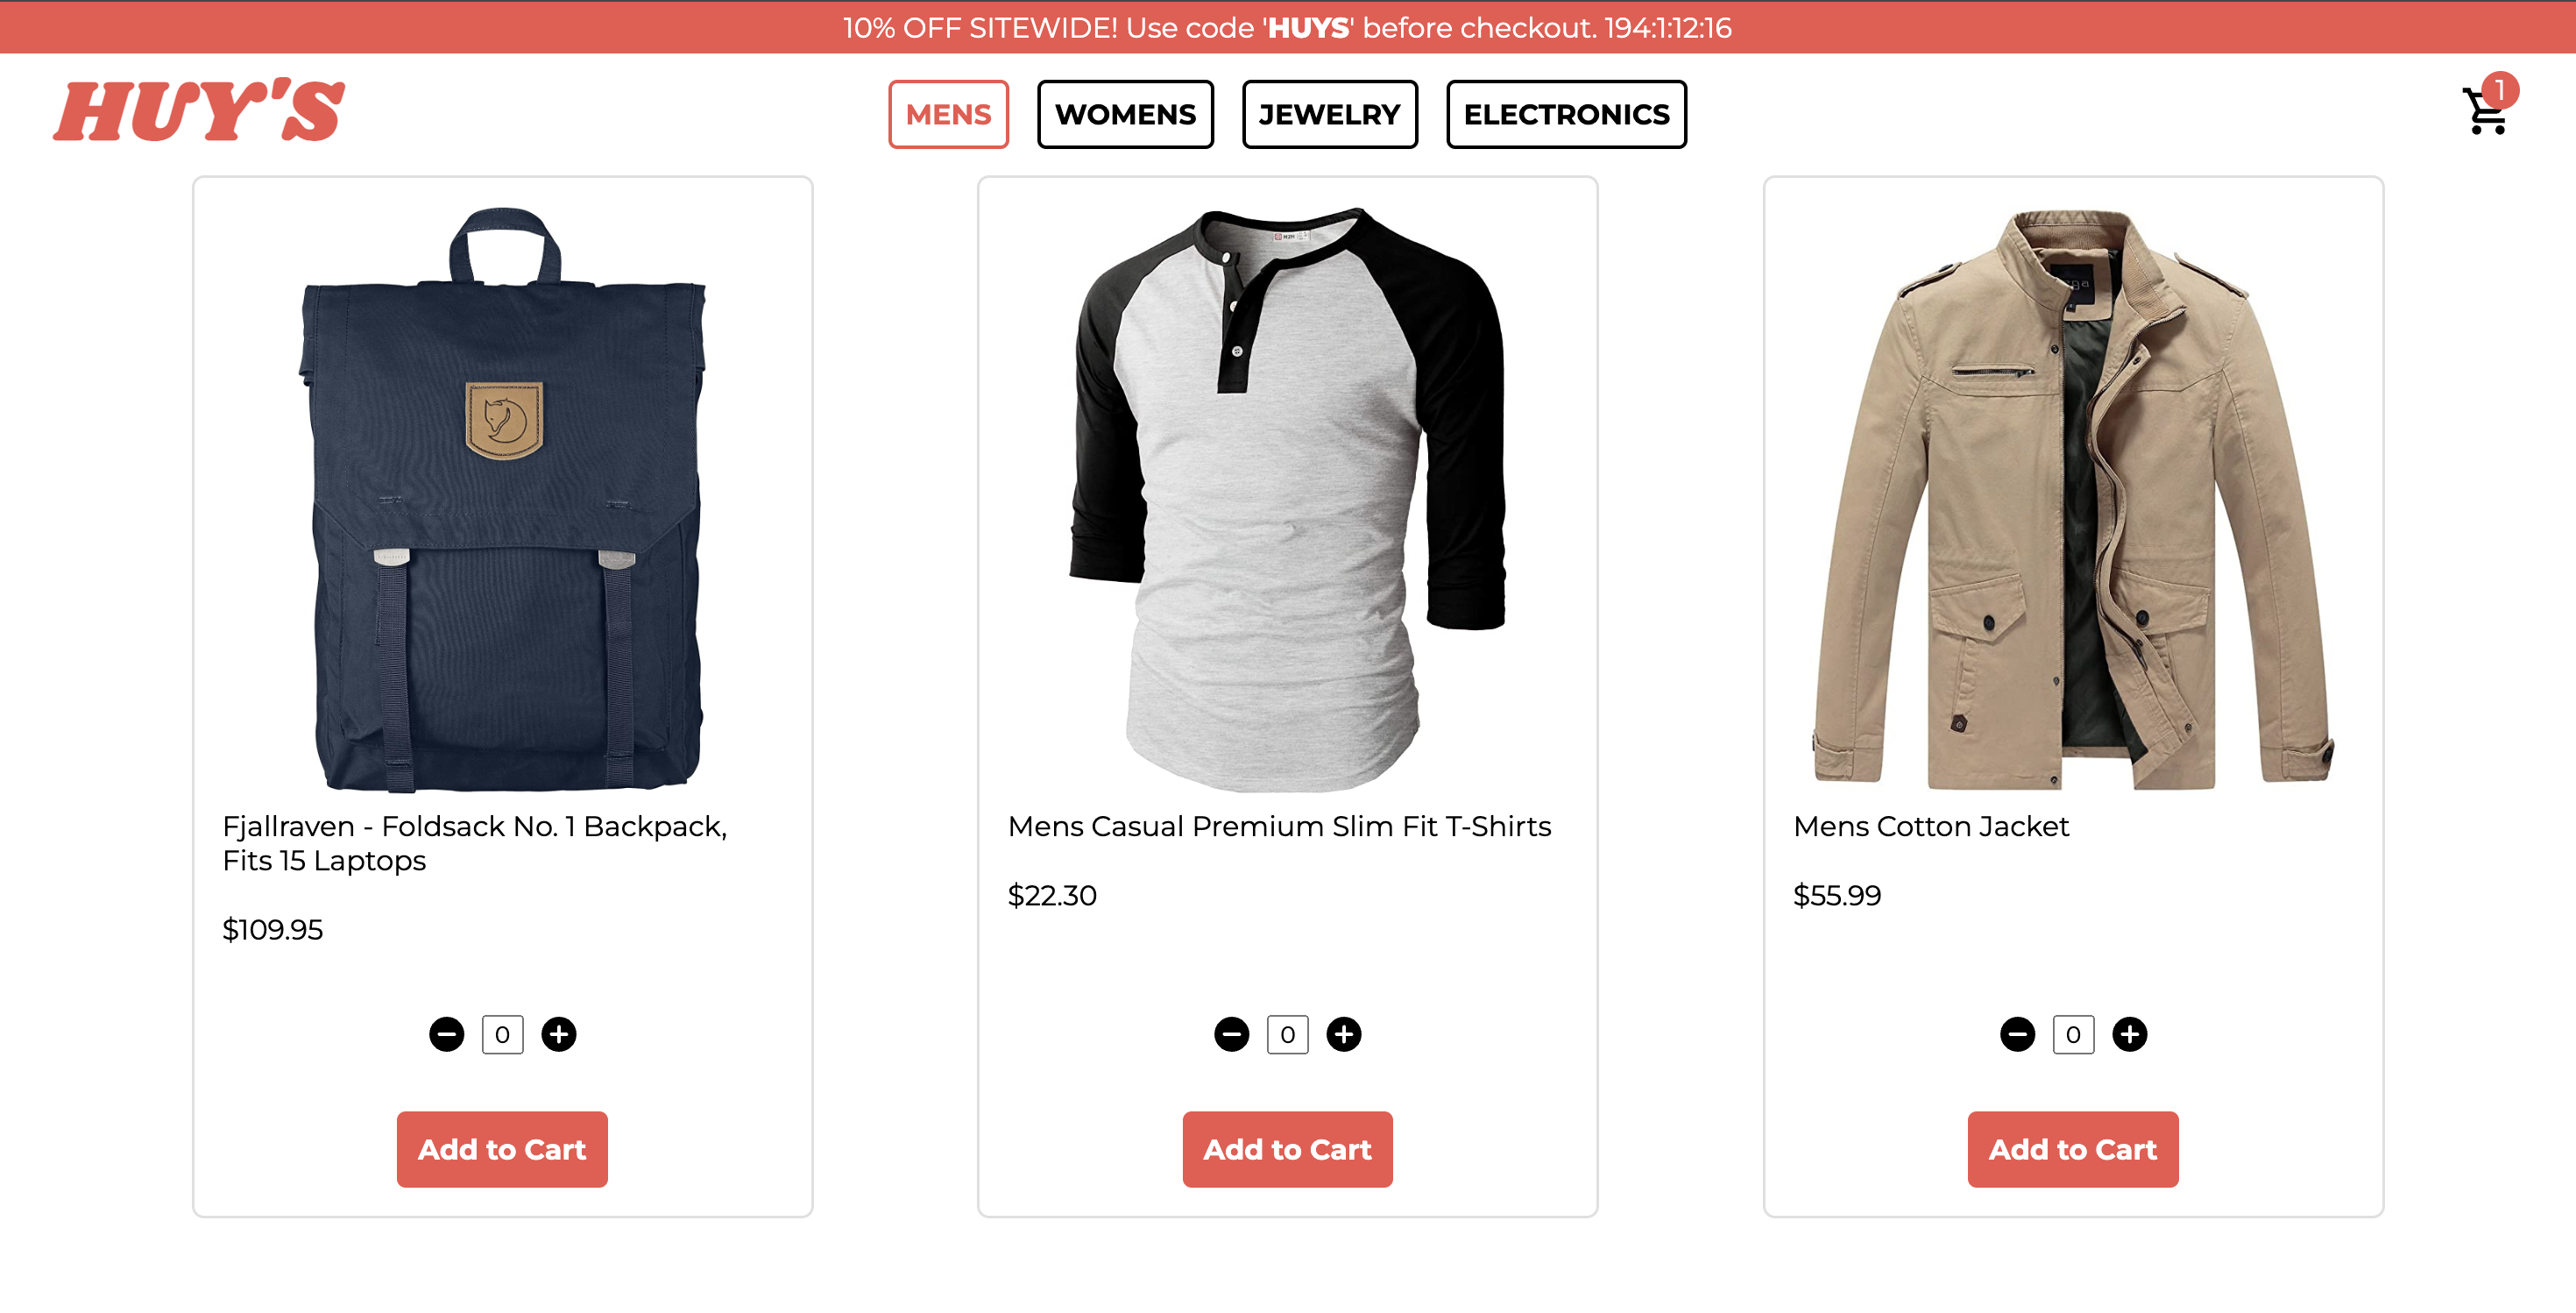 10% OFF SITEWIDE! Use code 'HUYS' before checkout. 194:1:12:16
HUY'S
MENS
WOMENS
JEWELRY
ELECTRONICS
1
Fjallraven - Foldsack No. 1 Backpack,
Fits 15 Laptops
$109.95
0
Add to Cart
Mens Casual Premium Slim Fit T-Shirts
$22.30
0
Add to Cart
Mens Cotton Jacket
$55.99
0
Add to Cart